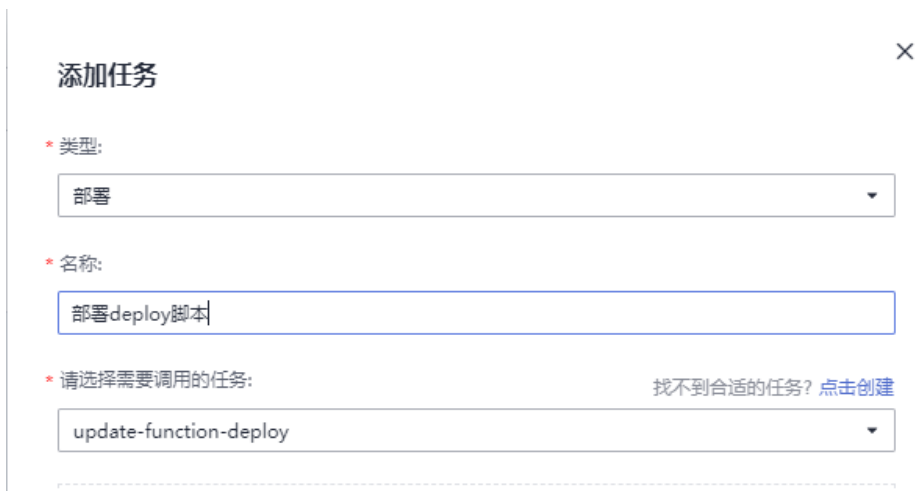 添加任务
* 类型:
部署
* 名称:
部署deploy脚本
* 请选择需要调用的任务:
找不到合适的任务? 点击创建
update-function-deploy